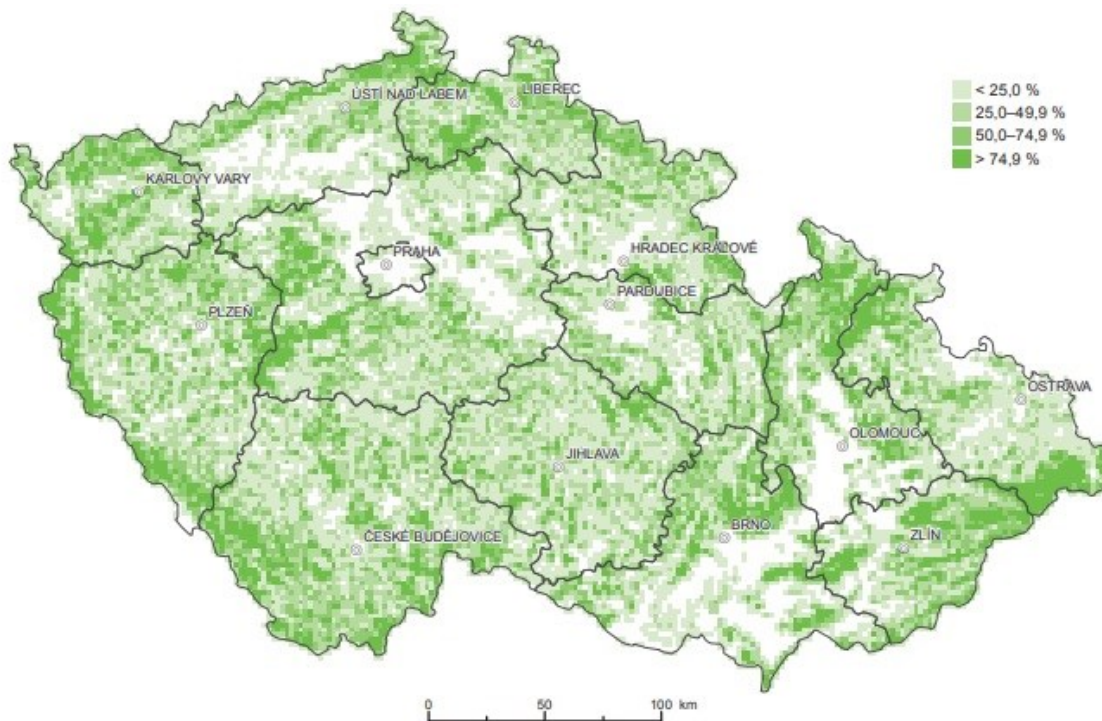 ÚSTÍ NAD LABEM
LIBEREC
< 25,0 %
25,0–49,9 %
50,0–74,9 %
> 74,9 %
KARLOVY VARY
PRAHA
HRADEC KRÁLOVÉ
PARDUBICE
PLZEŇ
OSTRAVA
OLOMOUC
JIHLAVA
BRNO
ZLÍN
ČESKÉ BUDĚJOVICE
0 50 100 km